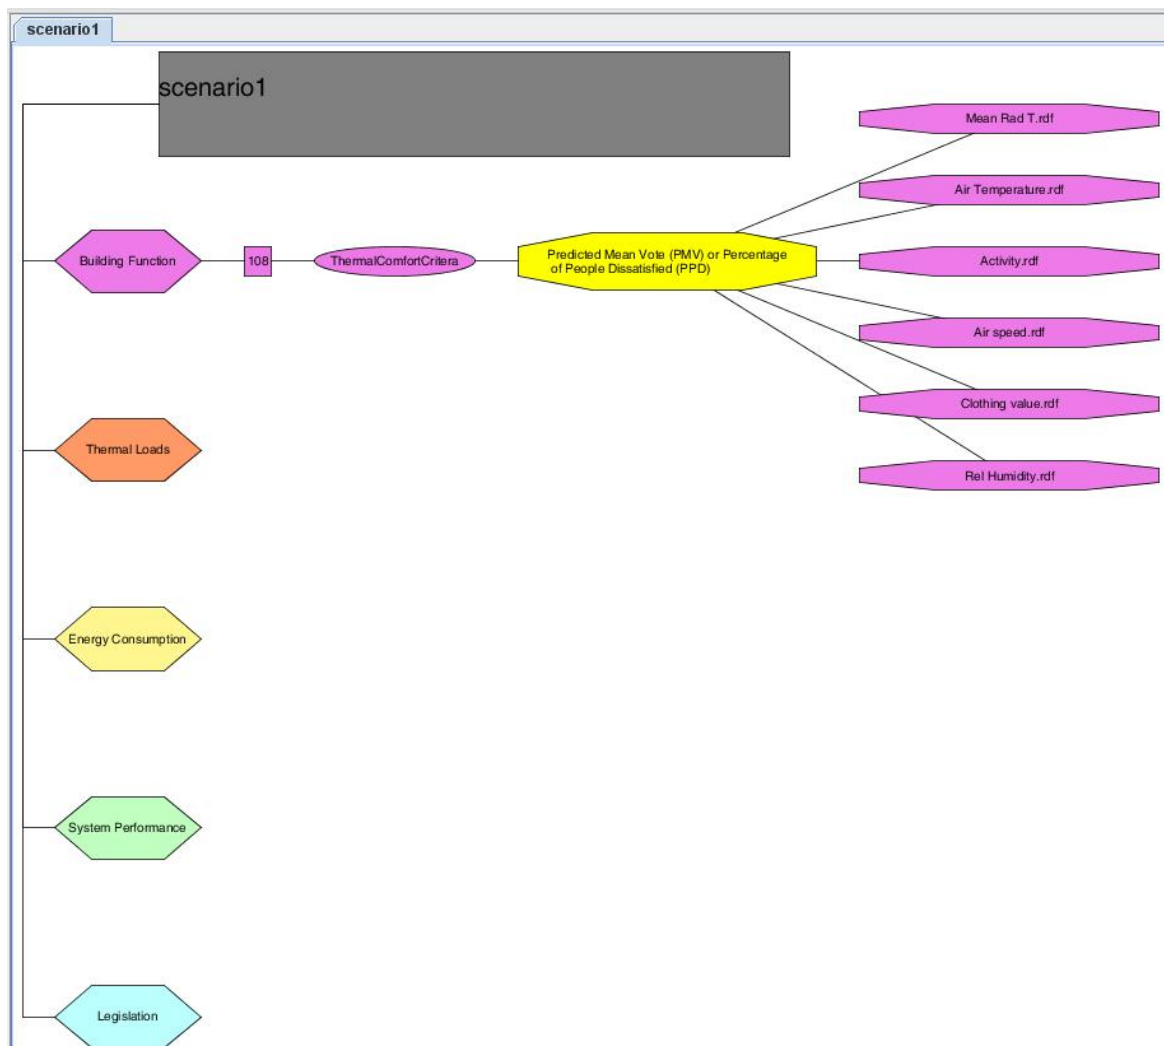 scenario1
scenario1
Mean Rad T.rdf
Air Temperature.rdf
Building Function
108
ThermalComfortCritera
Predicted Mean Vote (PMV) or Percentage
of People Dissatisfied (PPD)
Activity.rdf
Air speed.rdf
Clothing value.rdf
Rel Humidity.rdf
Thermal Loads
Energy Consumption
System Performance
Legislation